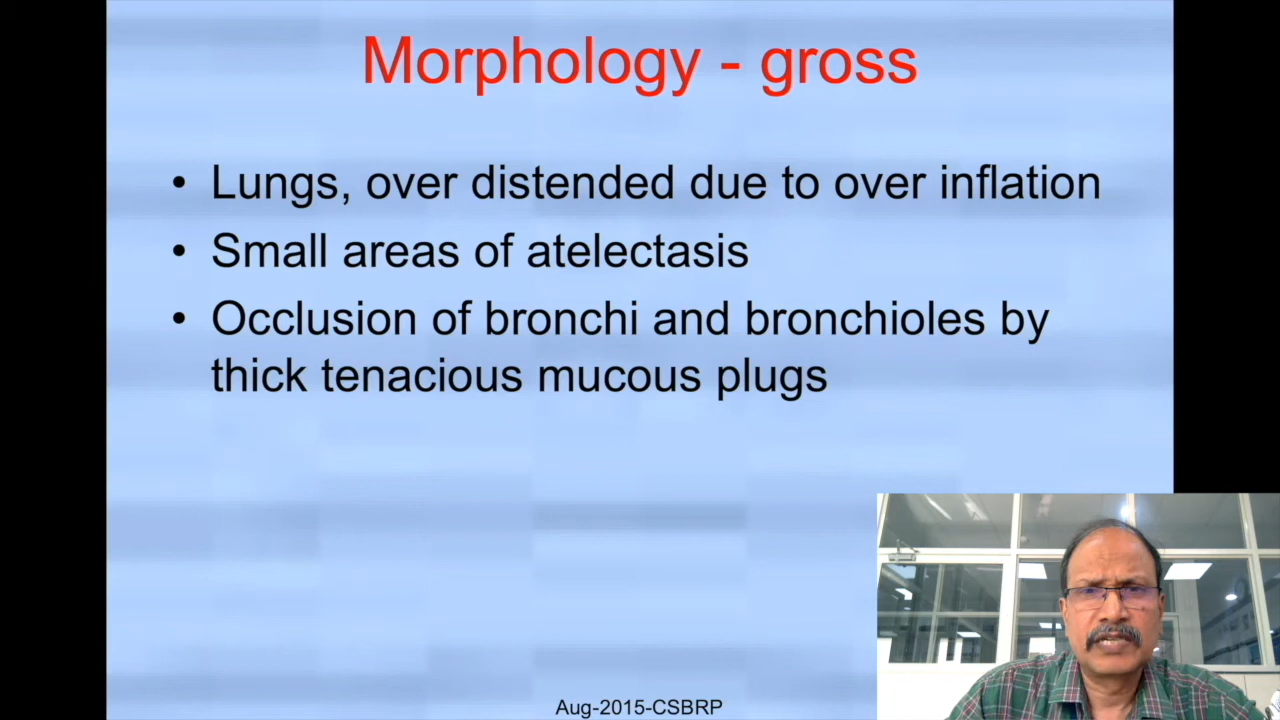 Morphology - gross
• Lungs, over distended due to over inflation
• Small areas of atelectasis
• Occlusion of bronchi and bronchioles by
thick tenacious mucous plugs
Aug-2015-CSBRP